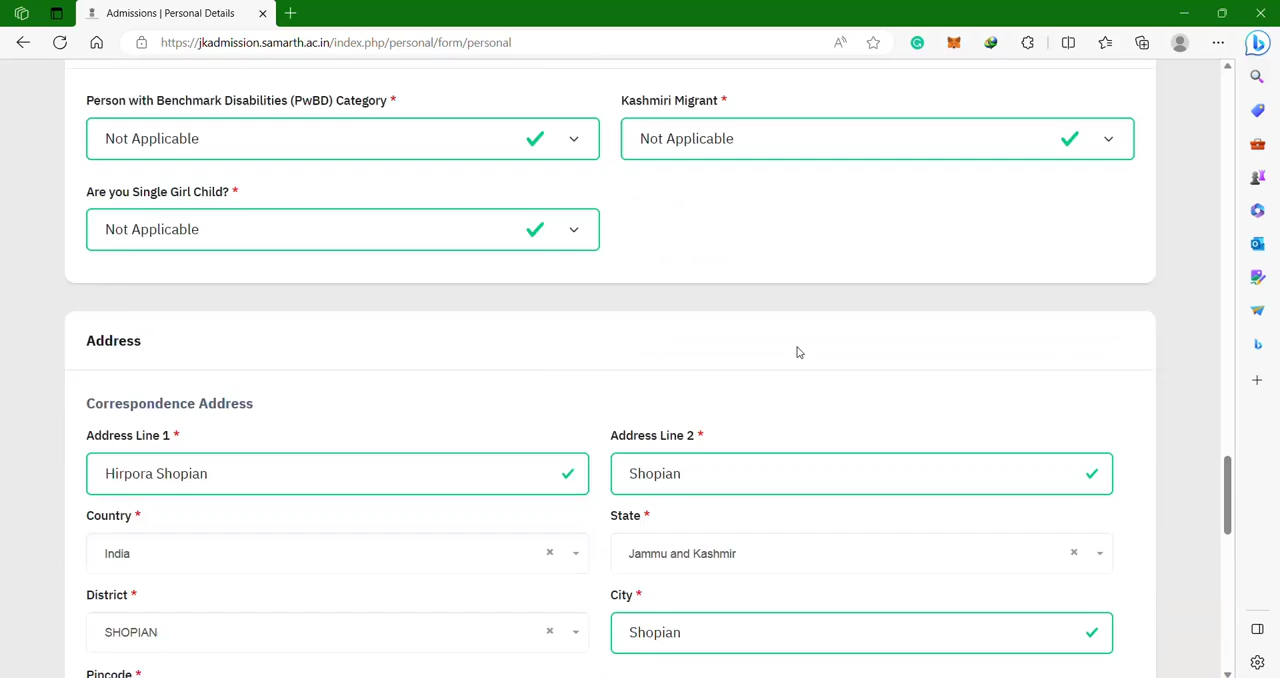 Admissions | Personal Details
https://jkadmission.samarth.ac.in/index.php/personal/form/personal
Person with Benchmark Disabilities (PwBD) Category *
Kashmiri Migrant *
Not Applicable
Not Applicable
Are you Single Girl Child? *
Not Applicable
Address
Correspondence Address
Address Line 1 *
Address Line 2 *
Hirpora Shopian
Shopian
Country *
State *
India
Jammu and Kashmir
District *
City *
SHOPIAN
Shopian
Pincode *